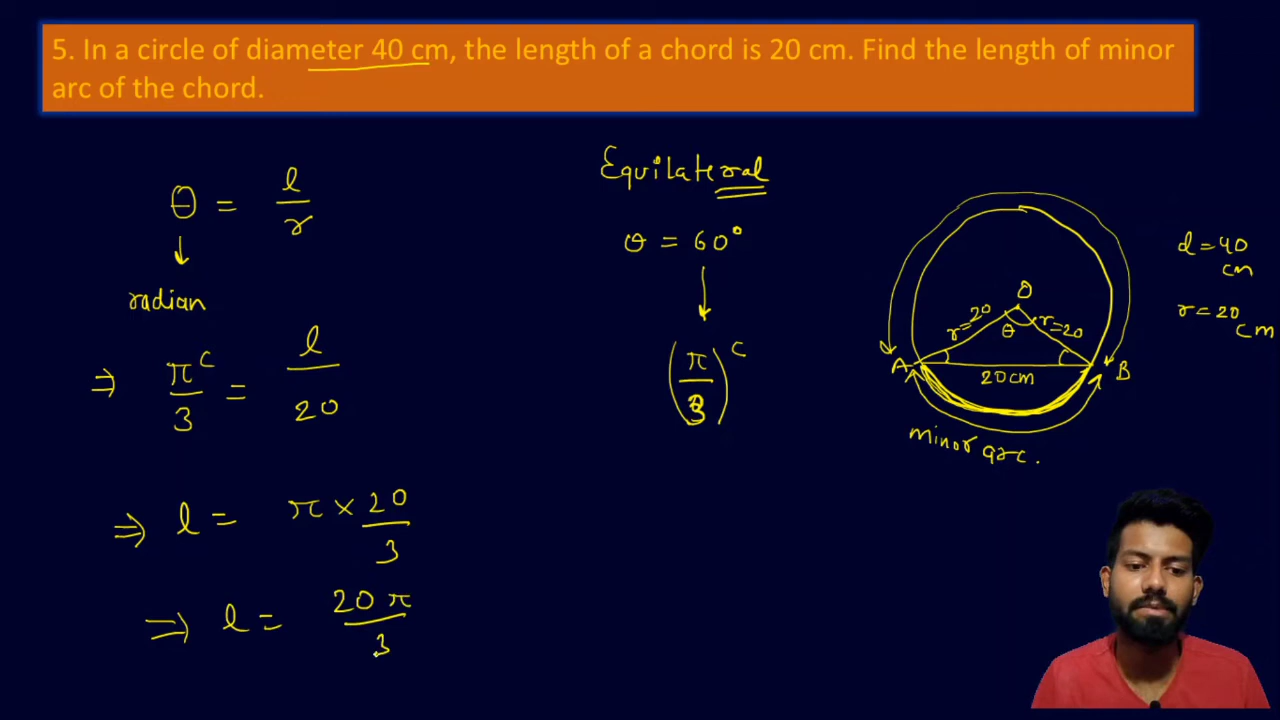 5. In a circle of diameter 40 cm, the length of a chord is 20 cm. Find the length of minor
arc of the chord.
θ = l/r
radian
⇒ π^c/3 = l/20
⇒ l = π × 20/3
⇒ l = 20π/3
Equilateral
θ = 60°
(π/3)^c
O
r=20
θ
r=20
A
B
20cm
minor arc.
d=40
cm
r=20
cm